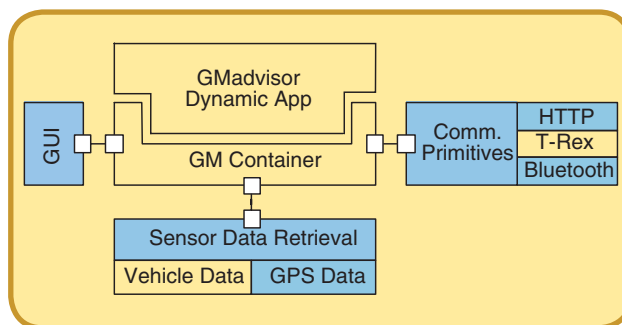 GMadvisor
Dynamic App
GUI
GM Container
Comm.
Primitives
HTTP
T-Rex
Bluetooth
Sensor Data Retrieval
Vehicle Data
GPS Data